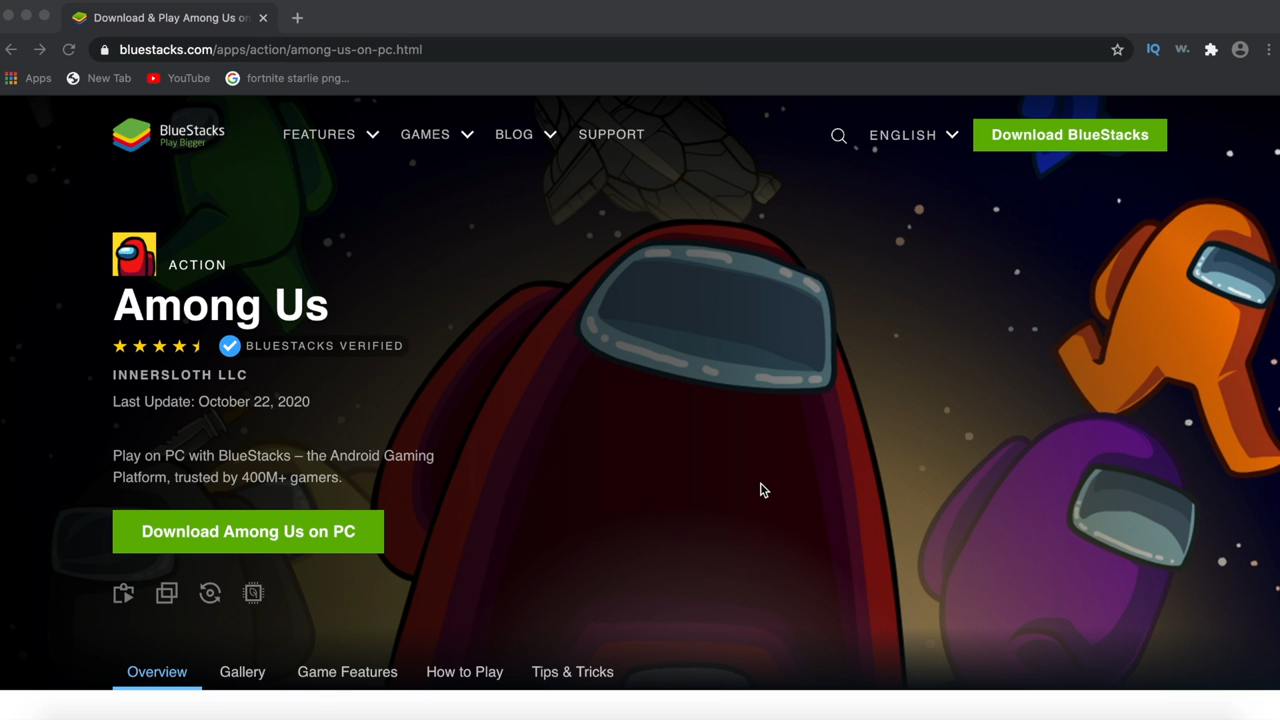 Download & Play Among Us on
bluestacks.com/apps/action/among-us-on-pc.html
IQ
w.
Apps
New Tab
YouTube
fortnite starlie png...
BlueStacks
Play Bigger
FEATURES
GAMES
BLOG
SUPPORT
ENGLISH
Download BlueStacks
ACTION
Among Us
BLUESTACKS VERIFIED
INNERSLOTH LLC
Last Update: October 22, 2020
Play on PC with BlueStacks – the Android Gaming
Platform, trusted by 400M+ gamers.
Download Among Us on PC
Overview
Gallery
Game Features
How to Play
Tips & Tricks